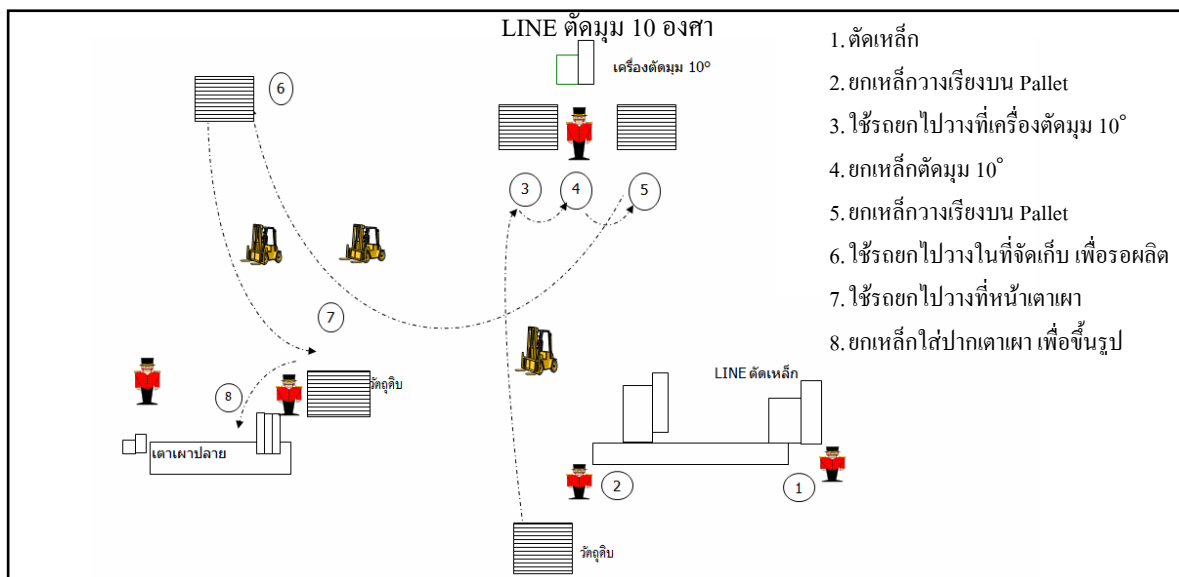 LINE ตัดมุม 10 องศา
เครื่องตัดมุม 10°
1. ตัดเหล็ก
2. ยกเหล็กวางเรียงบน Pallet
3. ใช้รถยกไปวางที่เครื่องตัดมุม 10°
4. ยกเหล็กตัดมุม 10°
5. ยกเหล็กวางเรียงบน Pallet
6. ใช้รถยกไปวางในที่จัดเก็บ เพื่อรอผลิต
7. ใช้รถยกไปวางที่หน้าเตาเผา
8. ยกเหล็กใส่ปากเตาเผา เพื่อขึ้นรูป
6
3
4
5
7
LINE ตัดเหล็ก
วัตถุดิบ
8
เตาเผาปลาย
2
1
วัตถุดิบ